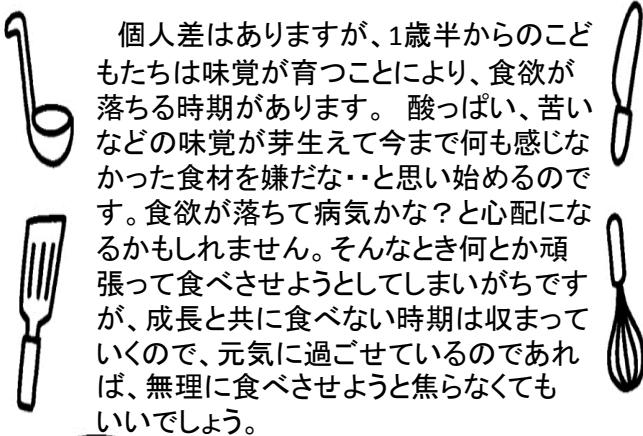 個人差はありますが、1歳半からのこど
もたちは味覚が育つことにより、食欲が
落ちる時期があります。 酸っぱい、苦い
などの味覚が芽生えて今まで何も感じな
かった食材を嫌だな・・と思い始めるので
す。食欲が落ちて病気かな？と心配にな
るかもしれません。そんなとき何とか頑
張って食べさせようとしてしまいがちです
が、成長と共に食べない時期は収まって
いくので、元気に過ごせているのであれ
ば、無理に食べさせようと焦らなくても
いいでしょう。